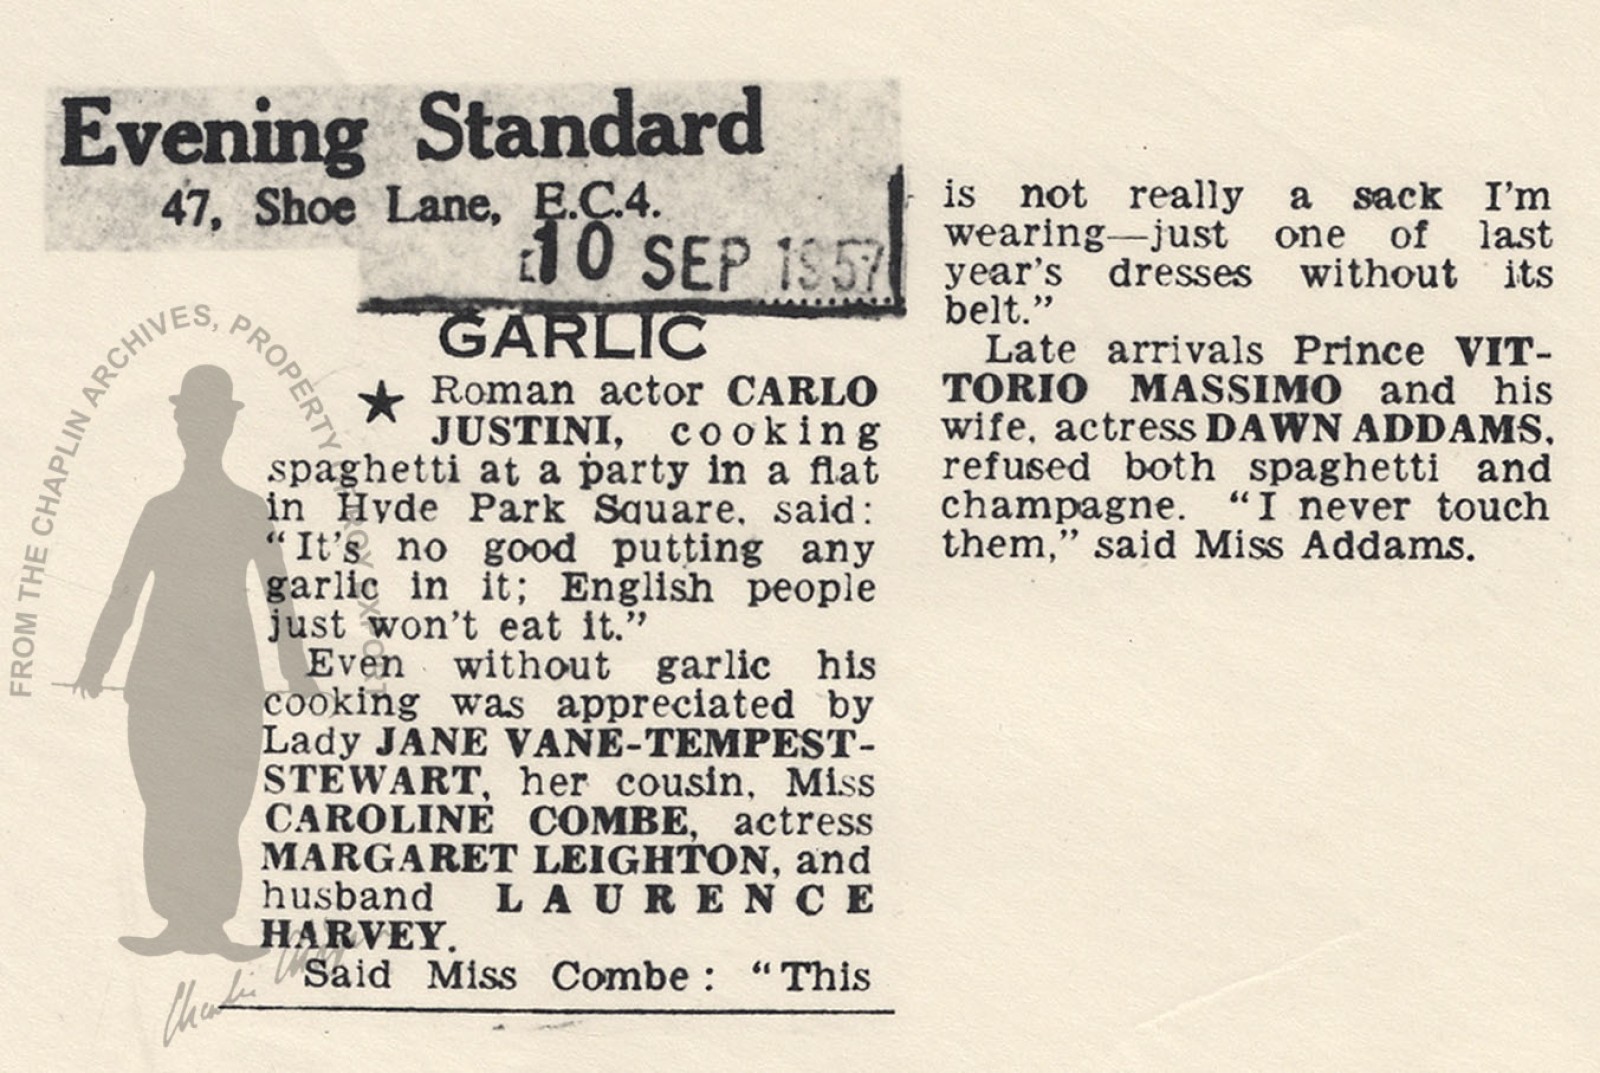 Evening Standard
47, Shoe Lane, E.C.4.
10 SEP 1957
GARLIC
★ Roman actor CARLO
JUSTINI, cooking
spaghetti at a party in a flat
in Hyde Park Square, said:
“It's no good putting any
garlic in it; English people
just won't eat it.”
Even without garlic his
cooking was appreciated by
Lady JANE VANE-TEMPEST-
STEWART, her cousin, Miss
CAROLINE COMBE, actress
MARGARET LEIGHTON, and
husband LAURENCE
HARVEY.
Said Miss Combe: “This
is not really a sack I'm
wearing—just one of last
year's dresses without its
belt.”
Late arrivals Prince VIT-
TORIO MASSIMO and his
wife, actress DAWN ADDAMS,
refused both spaghetti and
champagne. “I never touch
them,” said Miss Addams.
FROM THE CHAPLIN ARCHIVES, PROPERTY ROY EXPORT
Charlie Chaplin